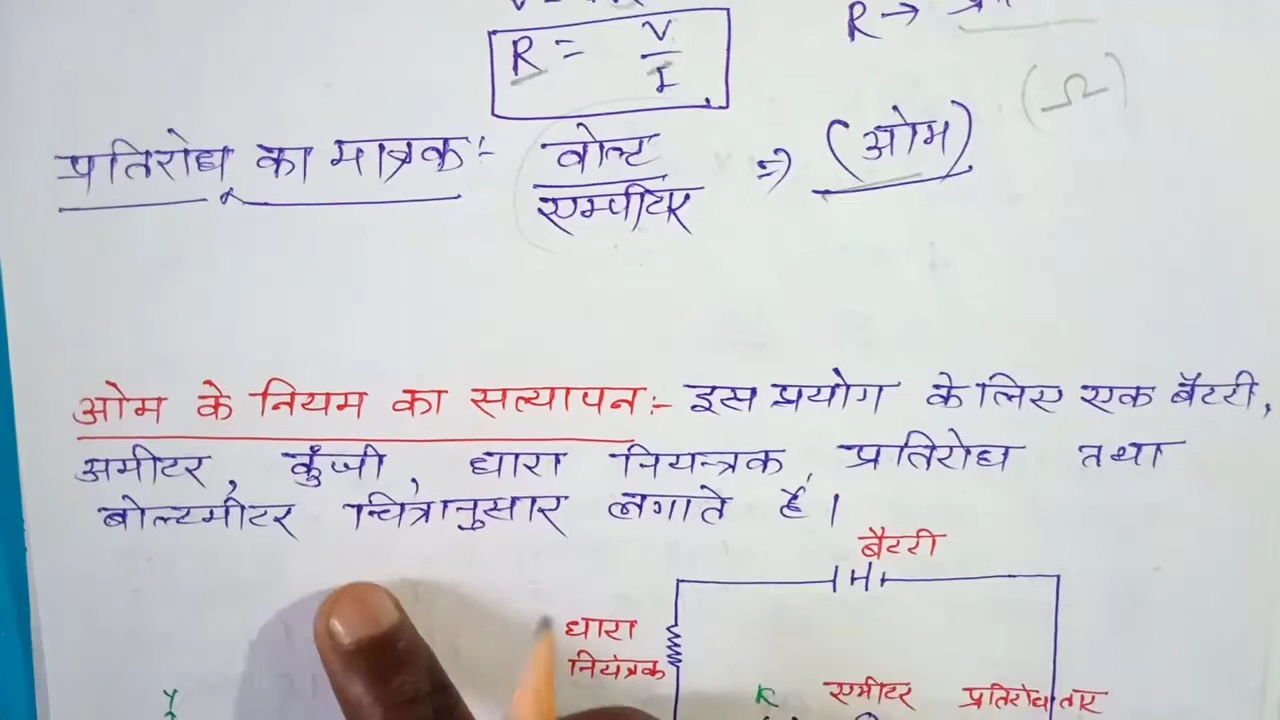 R = V/I
R →
(Ω)
प्रतिरोध का मात्रक:- वोल्ट/एम्पीयर => (ओम)
ओम के नियम का सत्यापन:- इस प्रयोग के लिए एक बैटरी,
अमीटर, कुंजी, धारा नियन्त्रक, प्रतिरोध तथा
बोल्टमीटर चित्रानुसार लगाते हैं।
बैटरी
धारा
नियंत्रक
K एमीटर प्रतिरोध तार
Y